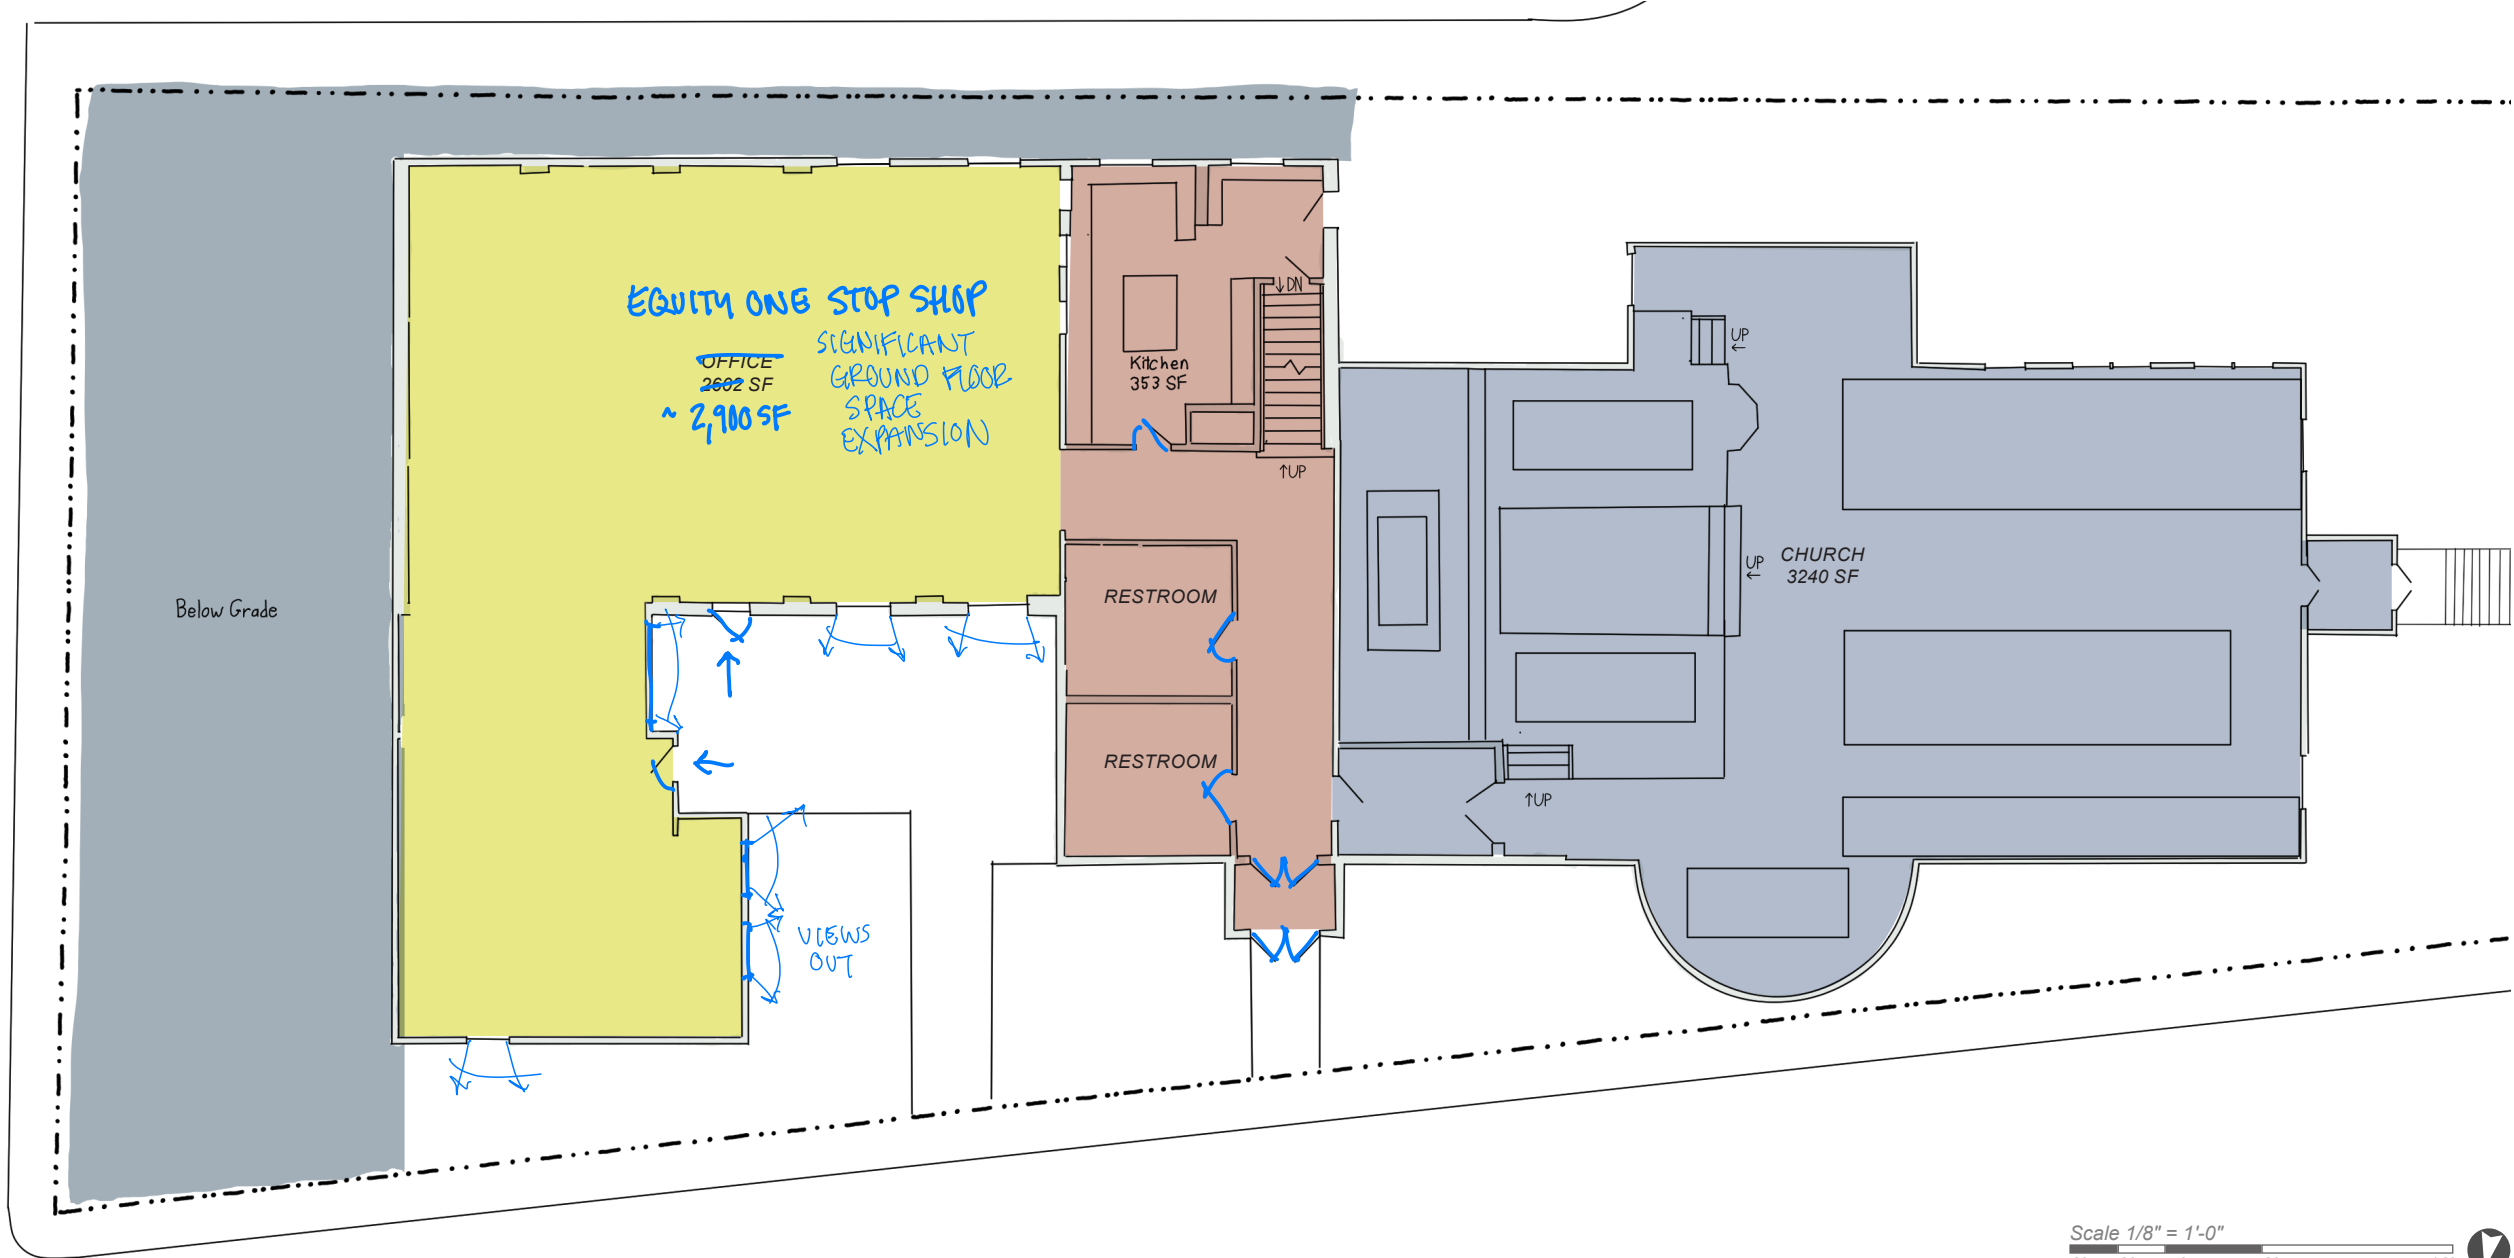 EQUITY ONE STOP SHOP
SIGNIFICANT
GROUND FLOOR
SPACE
EXPANSION
OFFICE
2602 SF
~ 2,900 SF
Kitchen
353 SF
↓DN
↑UP
UP
←
RESTROOM
RESTROOM
CHURCH
3240 SF
UP
←
↑UP
Below Grade
VIEWS
OUT
Scale 1/8" = 1'-0"